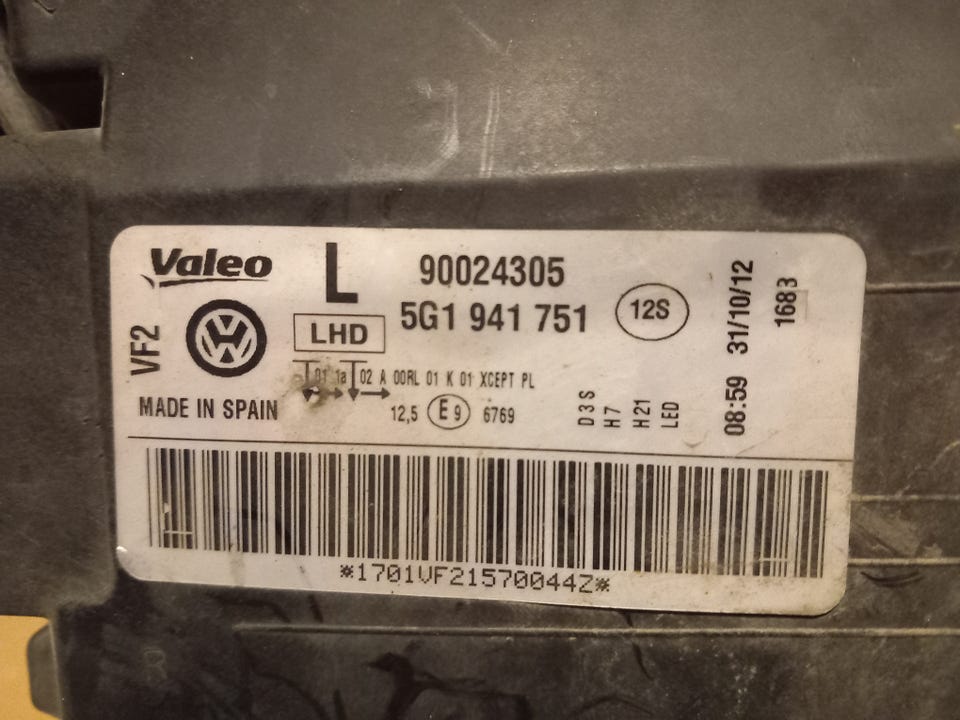 Valeo
L
90024305
5G1 941 751
12S
LHD
VF2
01 1a 02 A 00RL 01 K 01 XCEPT PL
MADE IN SPAIN
12,5 E9 6769
D3S
H7
H21
LED
08:59 31/10/12
1683
*1701VF21570044Z*